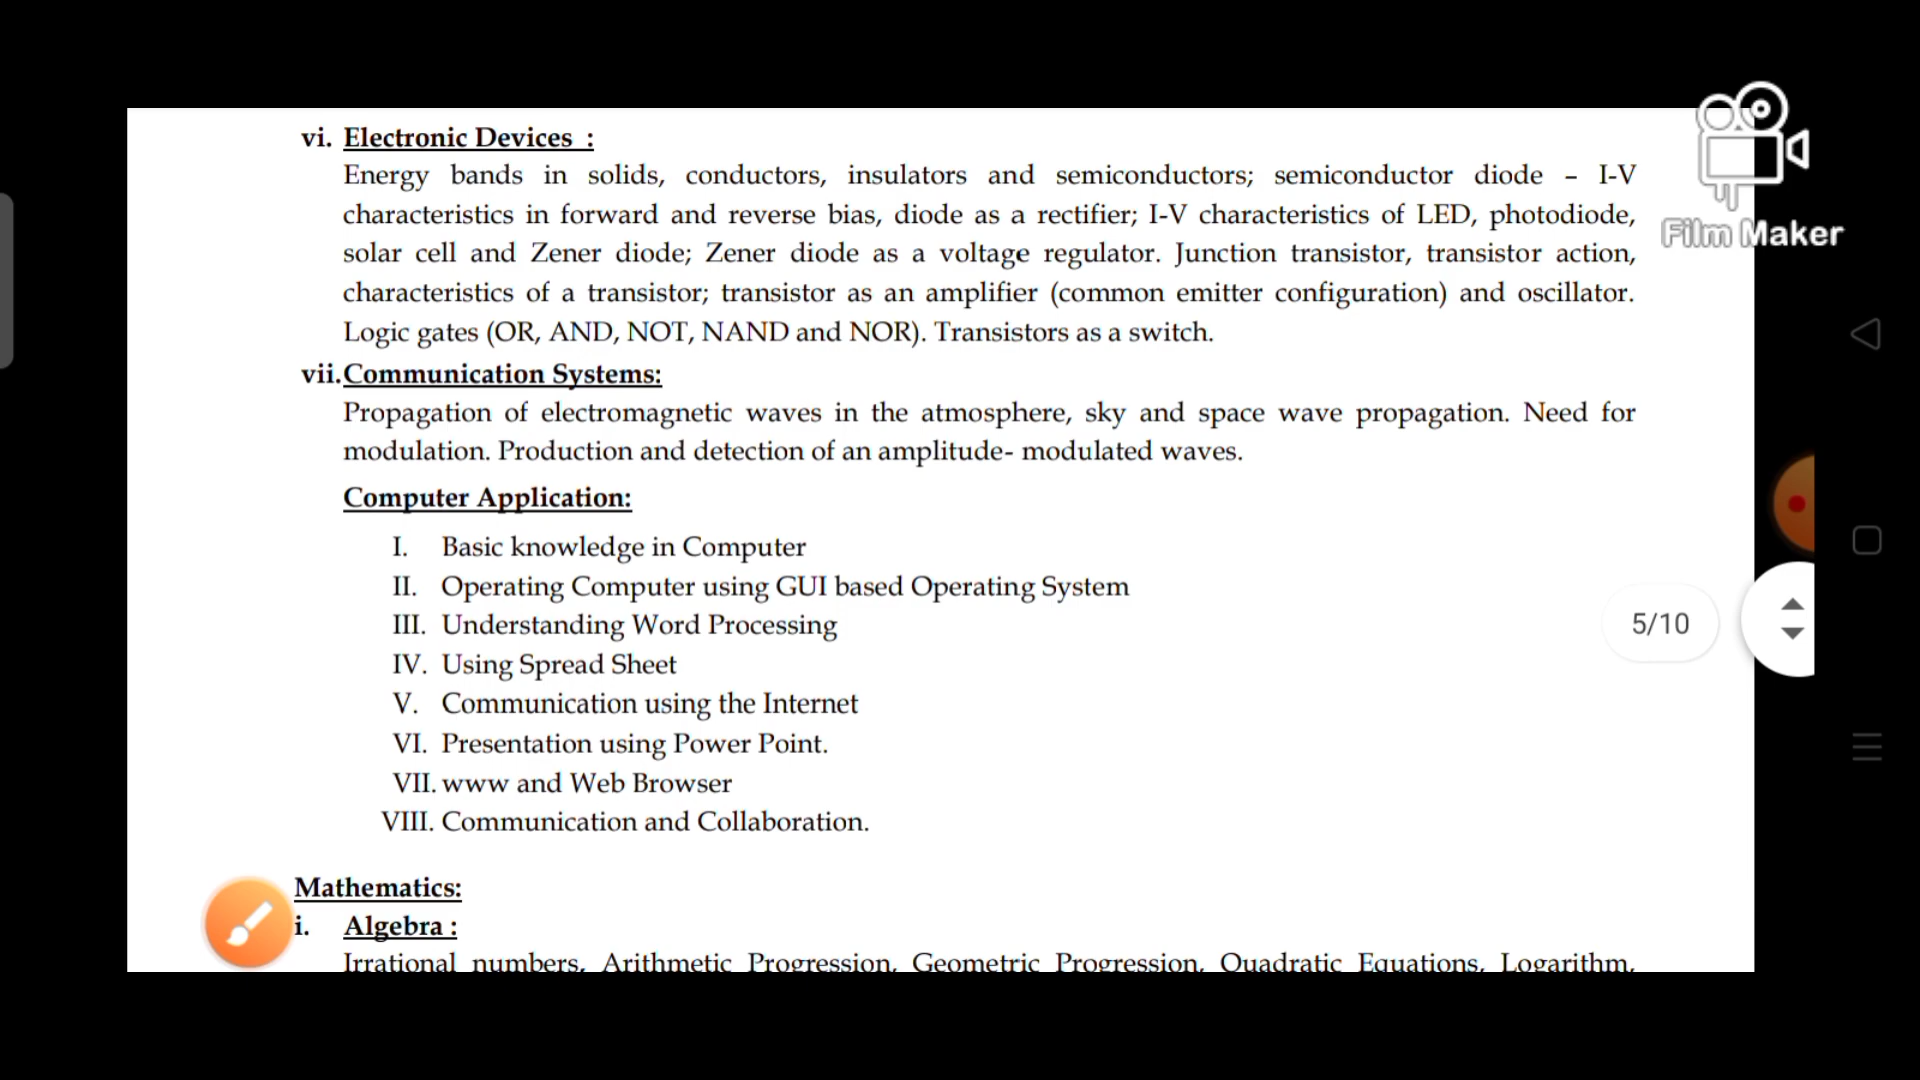 vi. Electronic Devices :
Energy bands in solids, conductors, insulators and semiconductors; semiconductor diode – I-V
characteristics in forward and reverse bias, diode as a rectifier; I-V characteristics of LED, photodiode,
solar cell and Zener diode; Zener diode as a voltage regulator. Junction transistor, transistor action,
characteristics of a transistor; transistor as an amplifier (common emitter configuration) and oscillator.
Logic gates (OR, AND, NOT, NAND and NOR). Transistors as a switch.
vii. Communication Systems:
Propagation of electromagnetic waves in the atmosphere, sky and space wave propagation. Need for
modulation. Production and detection of an amplitude- modulated waves.
Computer Application:
I. Basic knowledge in Computer
II. Operating Computer using GUI based Operating System
III. Understanding Word Processing
IV. Using Spread Sheet
V. Communication using the Internet
VI. Presentation using Power Point.
VII. www and Web Browser
VIII. Communication and Collaboration.
Mathematics:
i. Algebra :
Irrational numbers, Arithmetic Progression, Geometric Progression, Quadratic Equations, Logarithm,
Film Maker
5/10